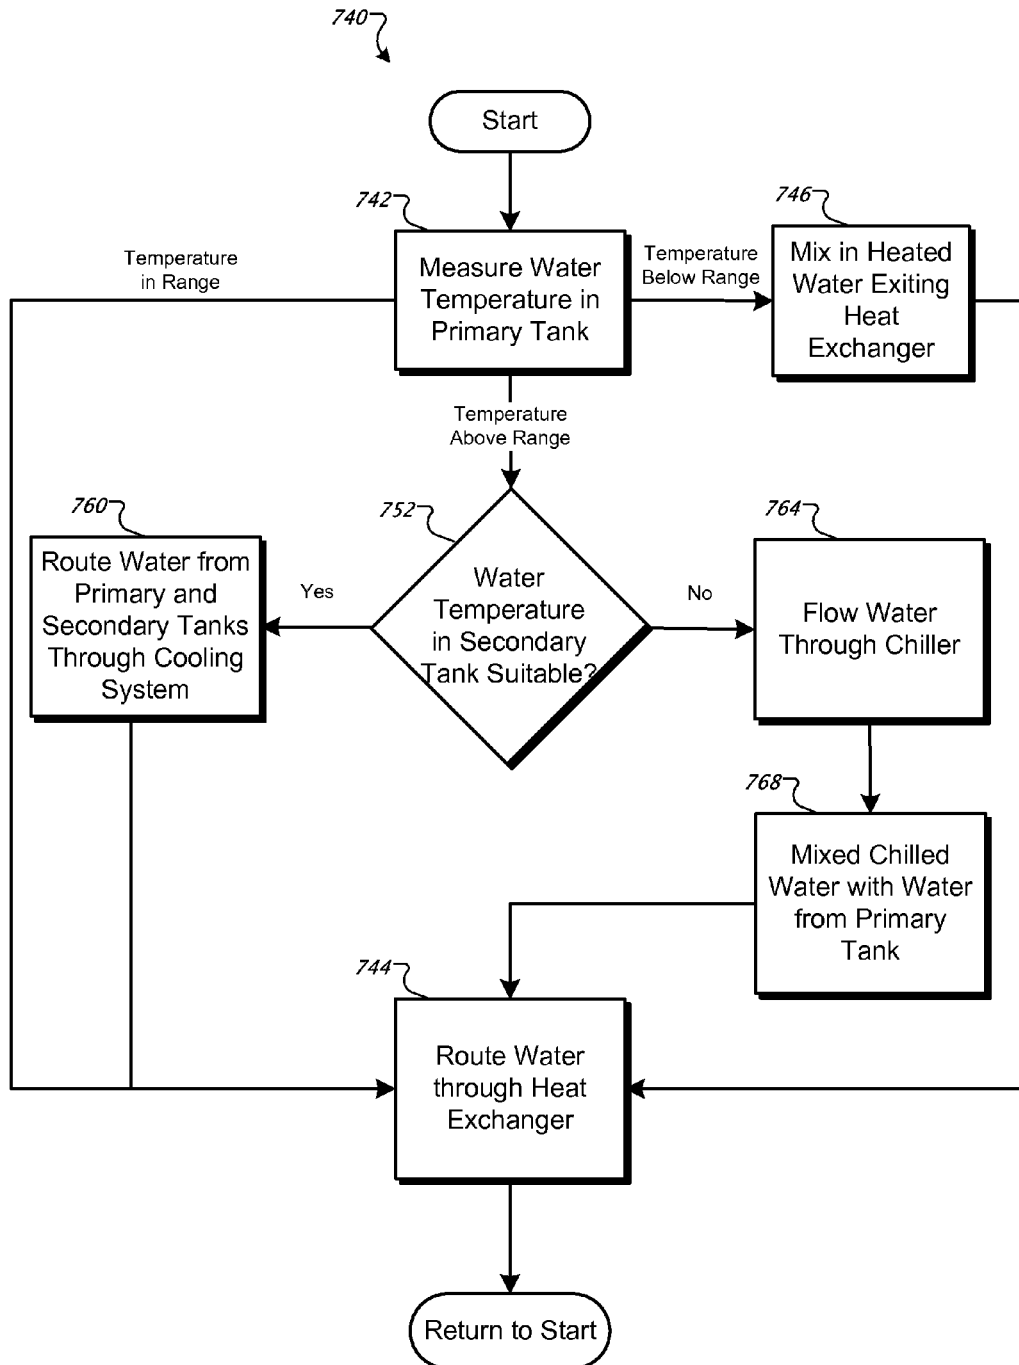 740
Start
742
Measure Water
Temperature in
Primary Tank
Temperature
in Range
Temperature
Below Range
746
Mix in Heated
Water Exiting
Heat
Exchanger
Temperature
Above Range
752
Water
Temperature
in Secondary
Tank Suitable?
Yes
No
760
Route Water from
Primary and
Secondary Tanks
Through Cooling
System
764
Flow Water
Through Chiller
768
Mixed Chilled
Water with Water
from Primary
Tank
744
Route Water
through Heat
Exchanger
Return to Start